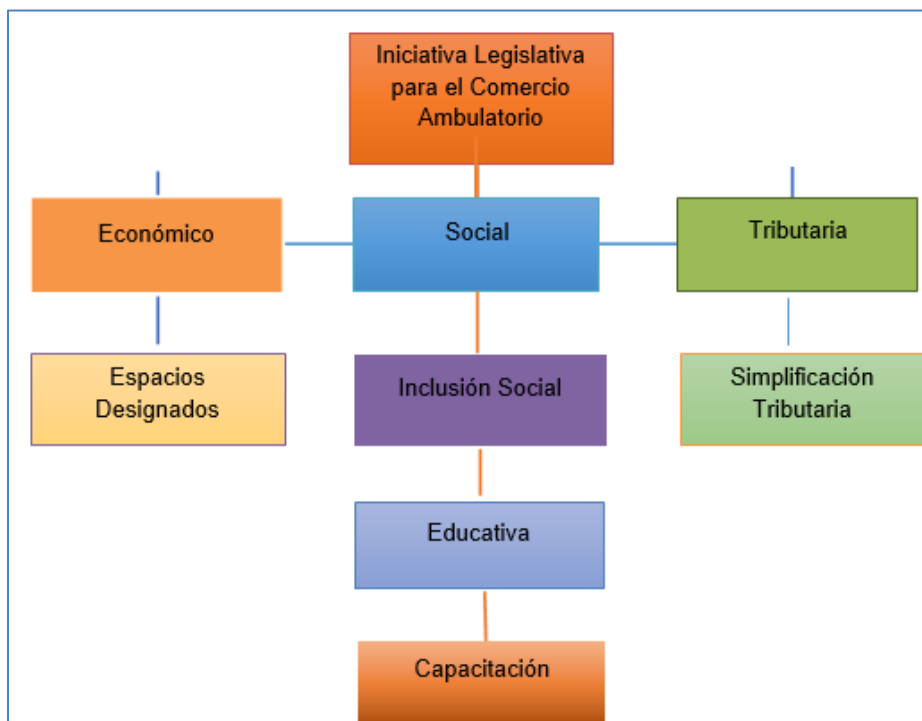 Iniciativa Legislativa
para el Comercio
Ambulatorio
Económico
Social
Tributaria
Espacios
Designados
Inclusión Social
Simplificación
Tributaria
Educativa
Capacitación